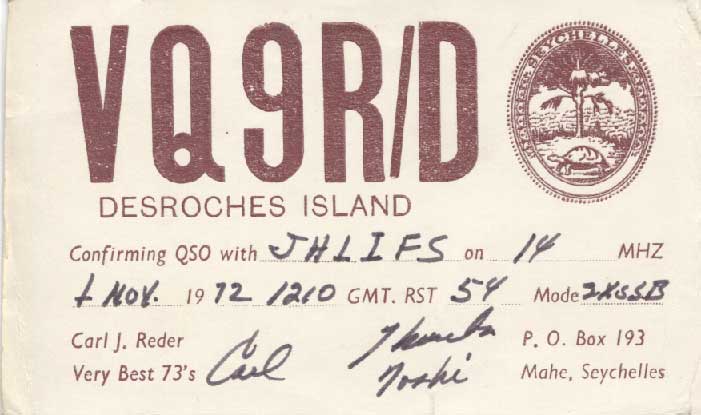 VQ9R/D
SEYCHELLES
DESROCHES ISLAND
Confirming QSO with JH1IFS on 14 MHZ
1 NOV. 1972 1210 GMT. RST 54 Mode 2XSSB
Carl J. Reder P. O. Box 193
Very Best 73's Carl Mahe, Seychelles